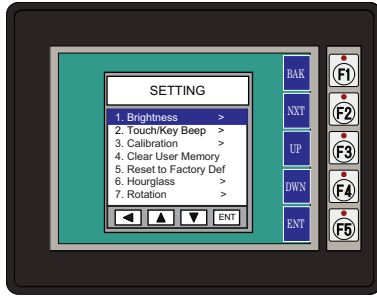 SETTING
1. Brightness >
2. Touch/Key Beep >
3. Calibration >
4. Clear User Memory
5. Reset to Factory Def
6. Hourglass >
7. Rotation >
ENT
BAK
NXT
UP
DWN
ENT
F1
F2
F3
F4
F5